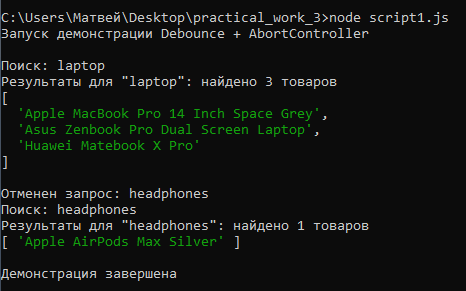 C:\Users\Матвей\Desktop\practical_work_3>node script1.js
Запуск демонстрации Debounce + AbortController
Поиск: laptop
Результаты для "laptop": найдено 3 товаров
[
'Apple MacBook Pro 14 Inch Space Grey',
'Asus Zenbook Pro Dual Screen Laptop',
'Huawei Matebook X Pro'
]
Отменен запрос: headphones
Поиск: headphones
Результаты для "headphones": найдено 1 товаров
[ 'Apple AirPods Max Silver' ]
Демонстрация завершена